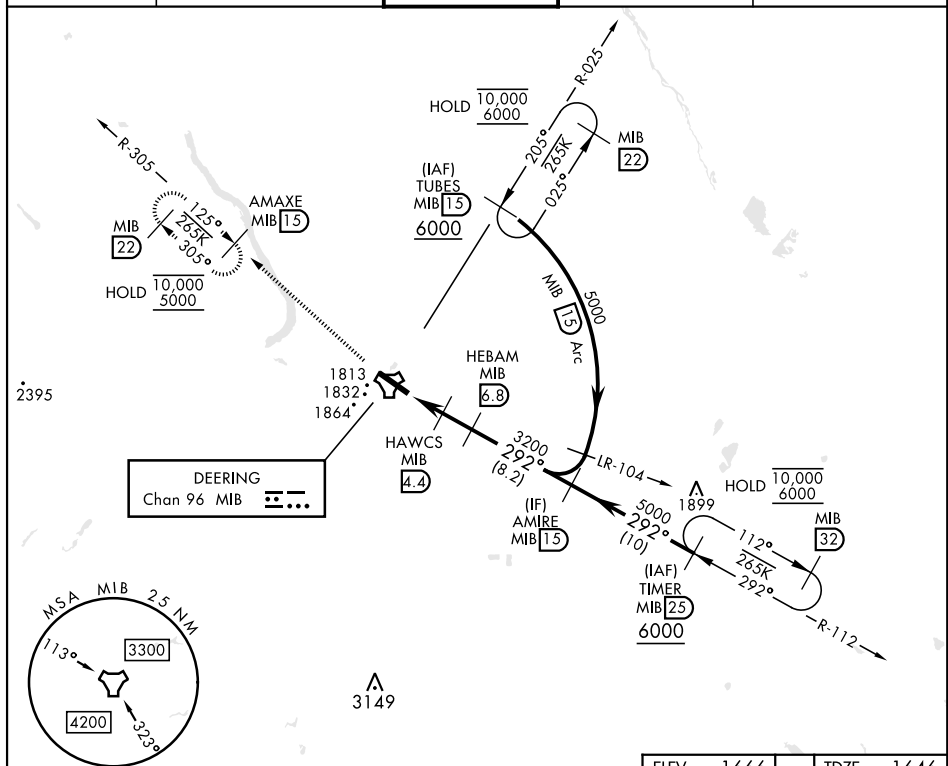 R-025
HOLD 10,000
6000
205°
265K
025°
MIB
22
(IAF)
TUBES
MIB 15
6000
R-305
AMAXE
MIB 15
125°
265K
305°
MIB
22
HOLD 10,000
5000
5000
MIB 15 Arc
2395
1813
1832
1864
HEBAM
MIB
6.8
HAWCS
MIB
4.4
3200
292°
(8.2)
LR-104
(IF)
AMIRE
MIB 15
5000
292°
(10)
1899
HOLD 10,000
6000
112°
265K
292°
MIB
32
(IAF)
TIMER
MIB 25
6000
R-112
DEERING
Chan 96 MIB
MSA MIB 25 NM
113°
3300
4200
323°
3149
ELEV 1666
TDZE 1646